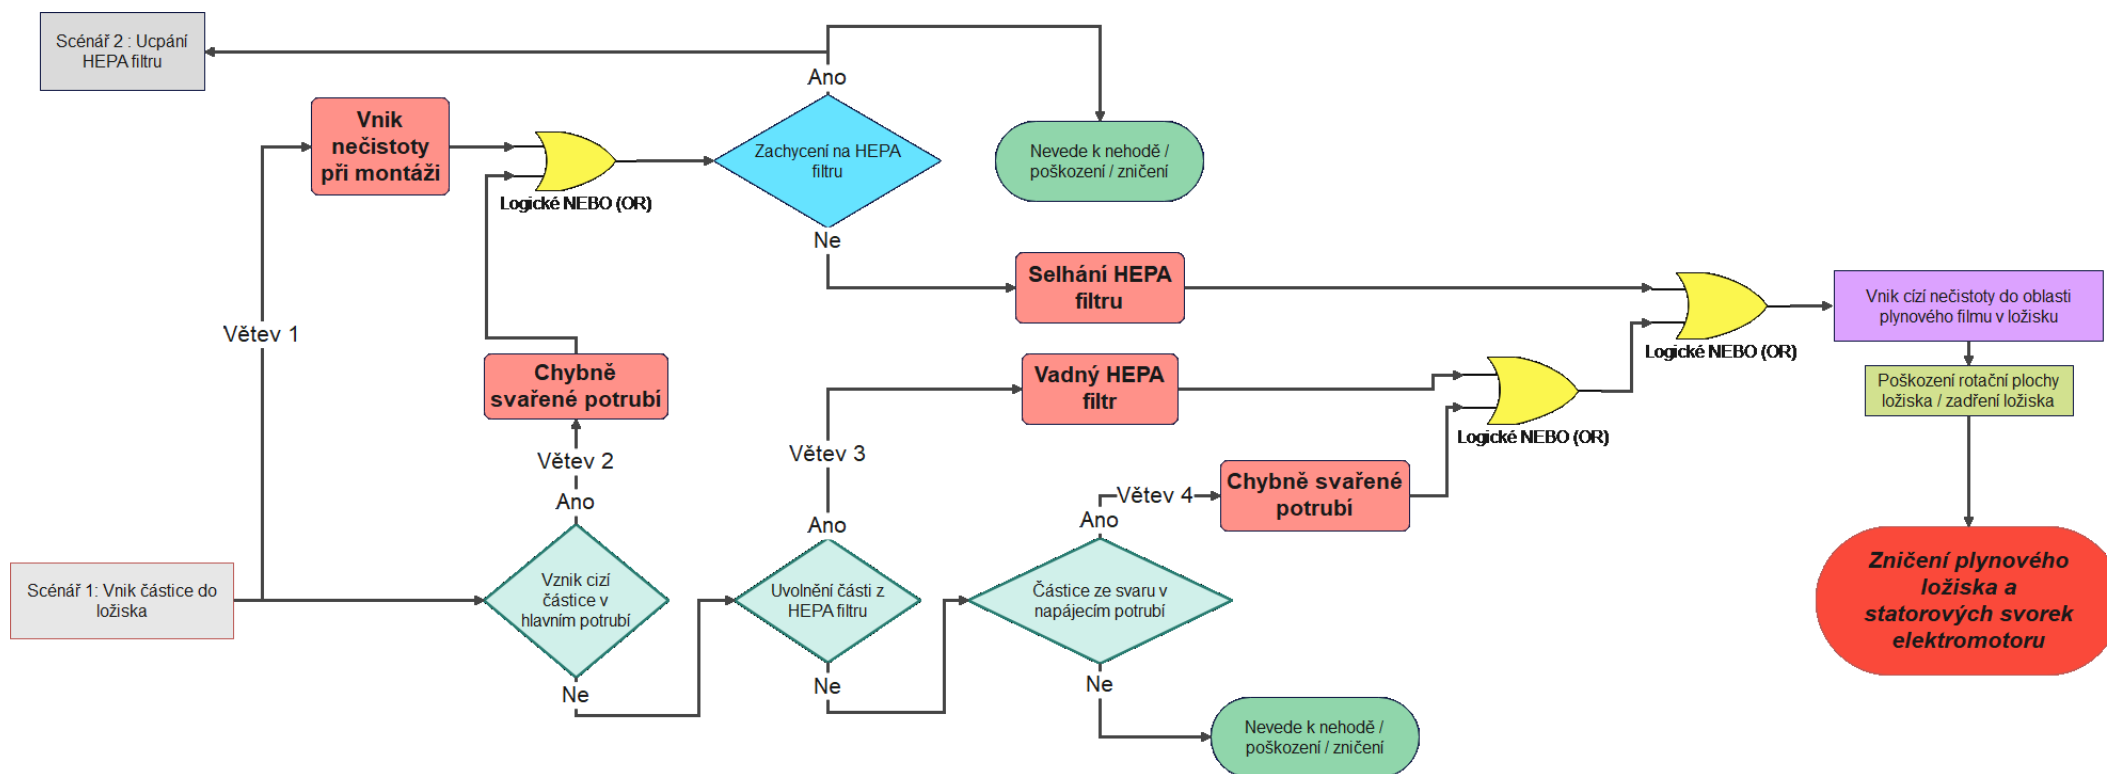 Scénář 2 : Ucpání
HEPA filtru
Ano
Vnik
nečistoty
při montáži
Logické NEBO (OR)
Zachycení na HEPA
filtru
Nevede k nehodě /
poškození / zničení
Ne
Větev 1
Selhání HEPA
filtru
Logické NEBO (OR)
Vnik cízí nečistoty do oblasti
plynového filmu v ložisku
Chybně
svařené potrubí
Vadný HEPA
filtr
Logické NEBO (OR)
Poškození rotační plochy
ložiska / zadření ložiska
Větev 2
Ano
Větev 3
Ano
Větev 4
Ano
Chybně svařené
potrubí
Scénář 1: Vnik částice do
ložiska
Vznik cizí
částice v
hlavním potrubí
Ne
Uvolnění části z
HEPA filtru
Ne
Částice ze svaru v
napájecím potrubí
Ne
Nevede k nehodě /
poškození / zničení
Zničení plynového
ložiska a
statorových svorek
elektromotoru